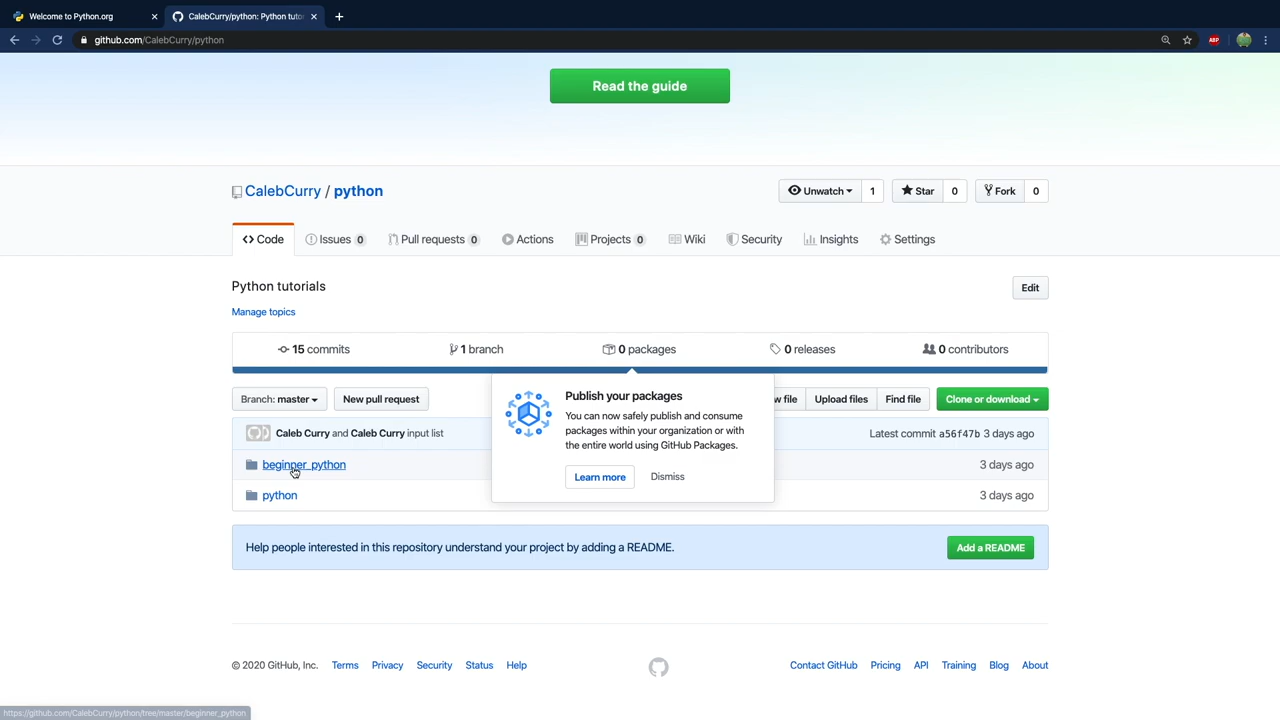 Welcome to Python.org
CalebCurry/python: Python tutor
github.com/CalebCurry/python
ABP
Read the guide
CalebCurry / python
Unwatch 1
Star 0
Fork 0
Code
Issues 0
Pull requests 0
Actions
Projects 0
Wiki
Security
Insights
Settings
Python tutorials
Edit
Manage topics
15 commits
1 branch
0 packages
0 releases
0 contributors
Branch: master
New pull request
w file
Upload files
Find file
Clone or download
Publish your packages
You can now safely publish and consume
packages within your organization or with
the entire world using GitHub Packages.
Learn more
Dismiss
Caleb Curry and Caleb Curry input list
Latest commit a56f47b 3 days ago
beginner_python
3 days ago
python
3 days ago
Help people interested in this repository understand your project by adding a README.
Add a README
© 2020 GitHub, Inc.
Terms
Privacy
Security
Status
Help
Contact GitHub
Pricing
API
Training
Blog
About
https://github.com/CalebCurry/python/tree/master/beginner_python